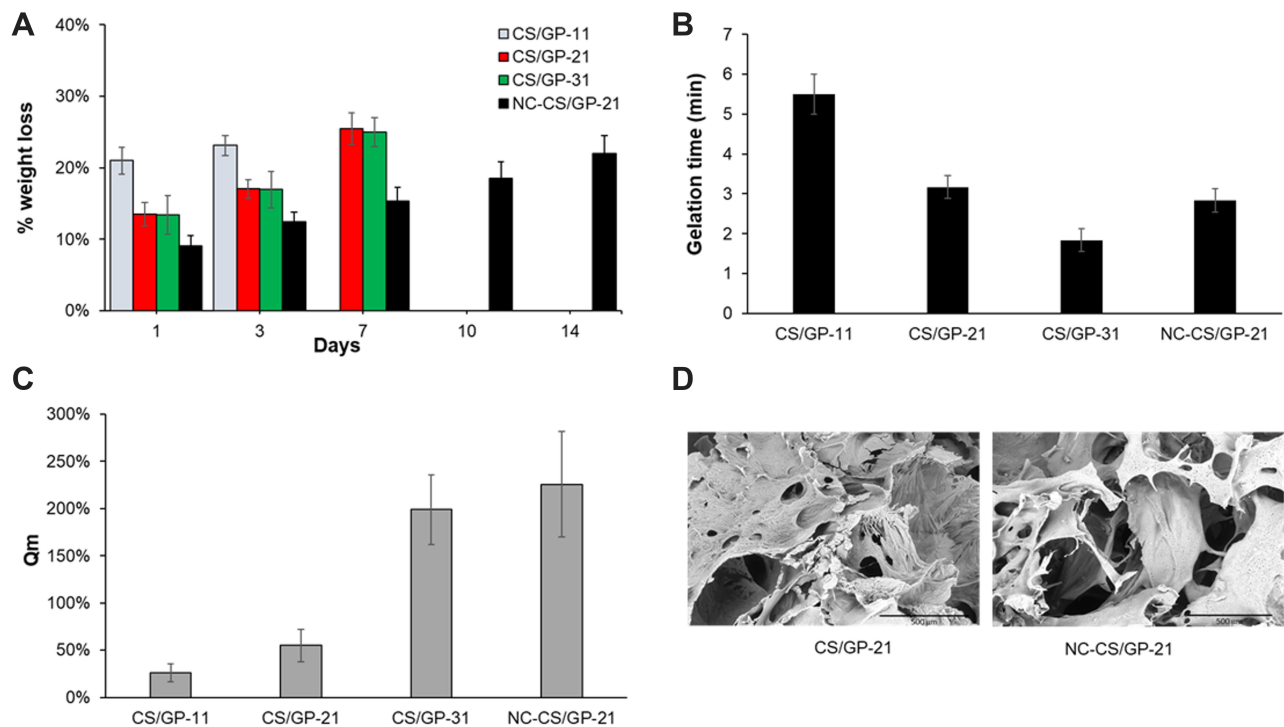 A
% weight loss
40%
30%
20%
10%
0%
CS/GP-11
CS/GP-21
CS/GP-31
NC-CS/GP-21
1 3 7 10 14
Days
B
Gelation time (min)
7
6
5
4
3
2
1
0
CS/GP-11 CS/GP-21 CS/GP-31 NC-CS/GP-21
C
Qm
300%
250%
200%
150%
100%
50%
0%
CS/GP-11 CS/GP-21 CS/GP-31 NC-CS/GP-21
D
500 µm
500 µm
CS/GP-21
NC-CS/GP-21